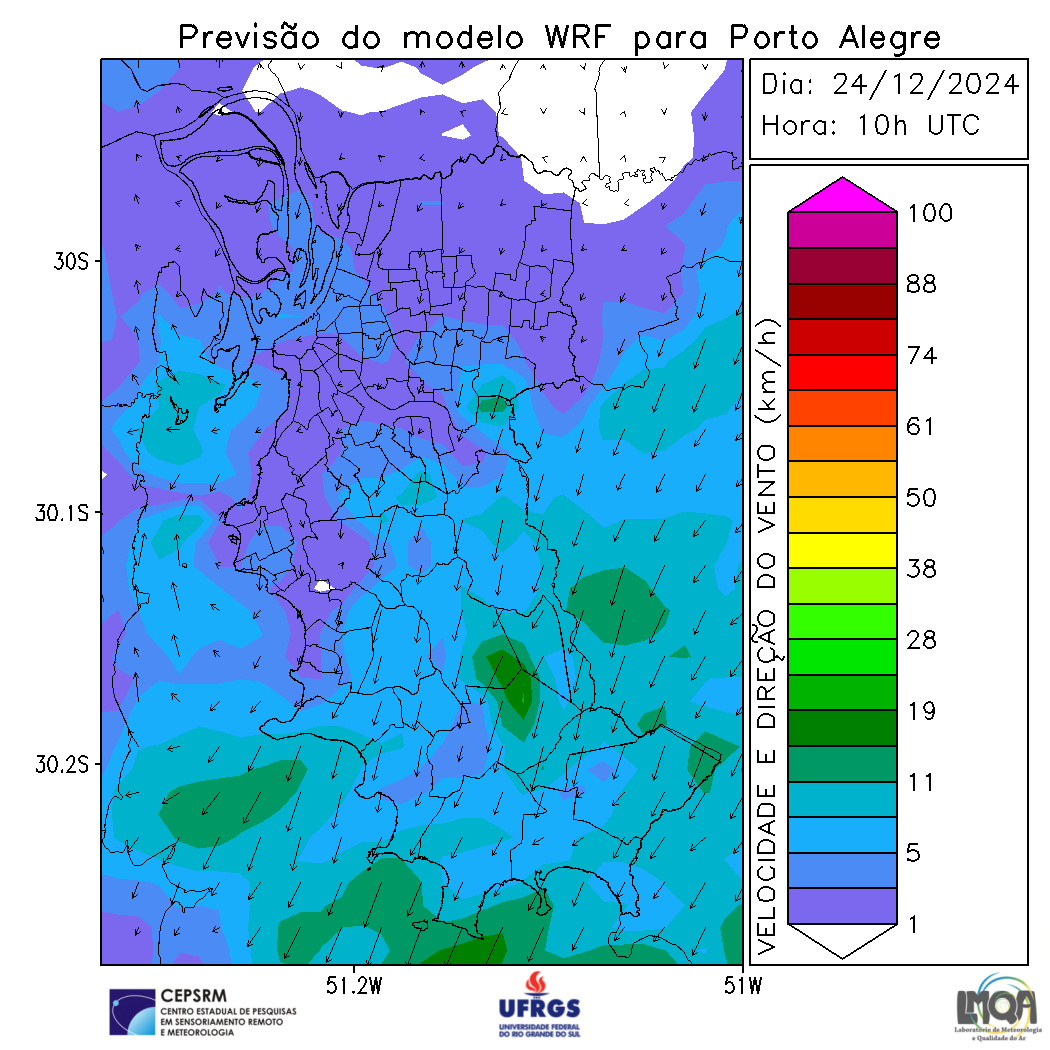 Previsão do modelo WRF para Porto Alegre
Dia: 24/12/2024
Hora: 10h UTC
30S
30.1S
30.2S
51.2W
51W
VELOCIDADE E DIREÇÃO DO VENTO (km/h)
100
88
74
61
50
38
28
19
11
5
1
CEPSRM
CENTRO ESTADUAL DE PESQUISAS
EM SENSORIAMENTO REMOTO
E METEOROLOGIA
UFRGS
UNIVERSIDADE FEDERAL
DO RIO GRANDE DO SUL
LMQA
Laboratório de Meteorologia
e Qualidade do Ar